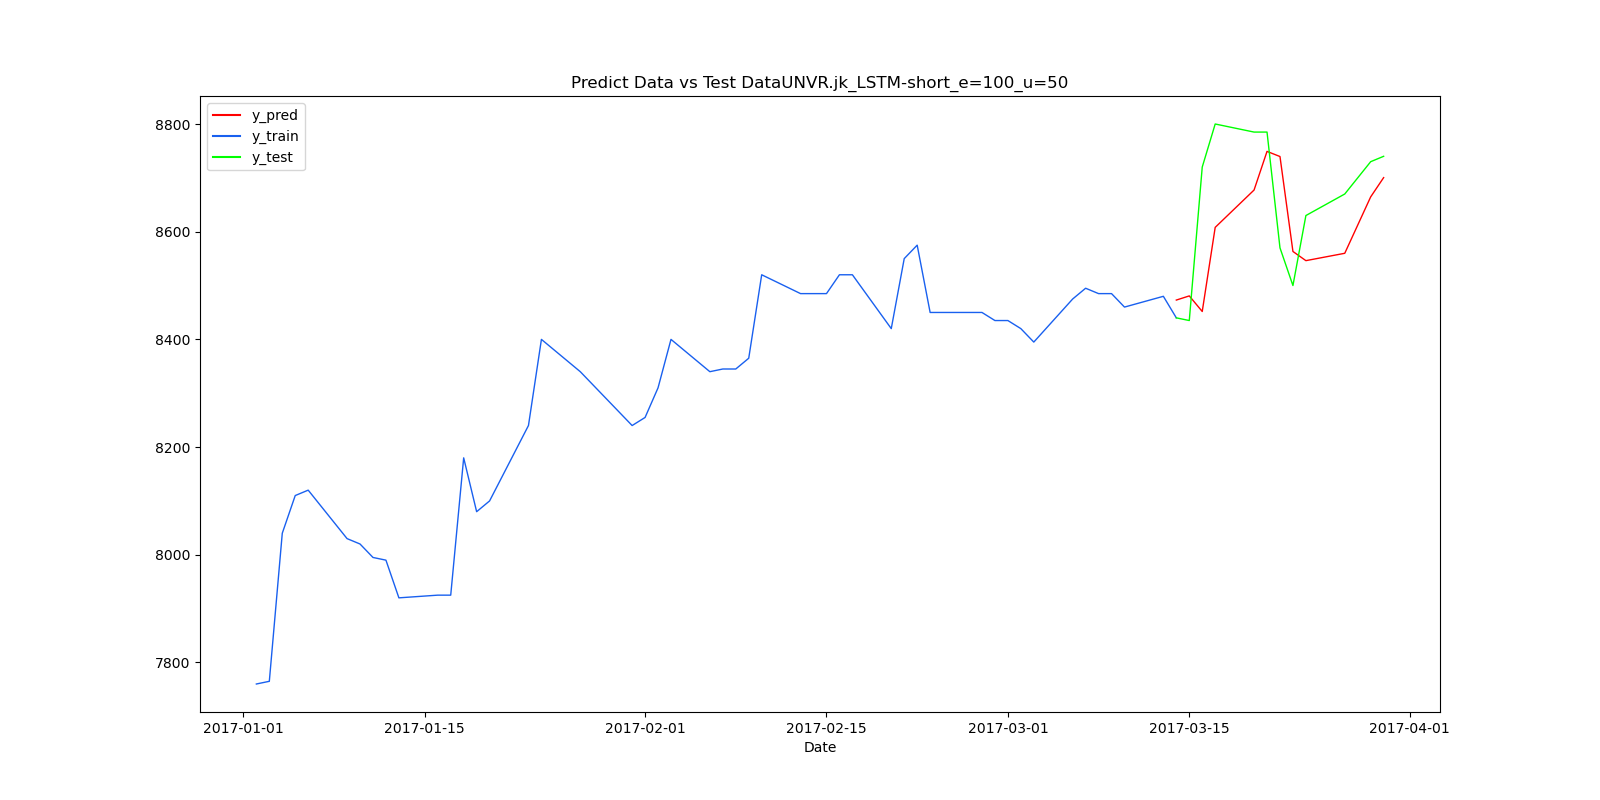 Predict Data vs Test DataUNVR.jk_LSTM-short_e=100_u=50
y_pred
y_train
y_test
8800
8600
8400
8200
8000
7800
2017-01-01 2017-01-15 2017-02-01 2017-02-15 2017-03-01 2017-03-15 2017-04-01
Date